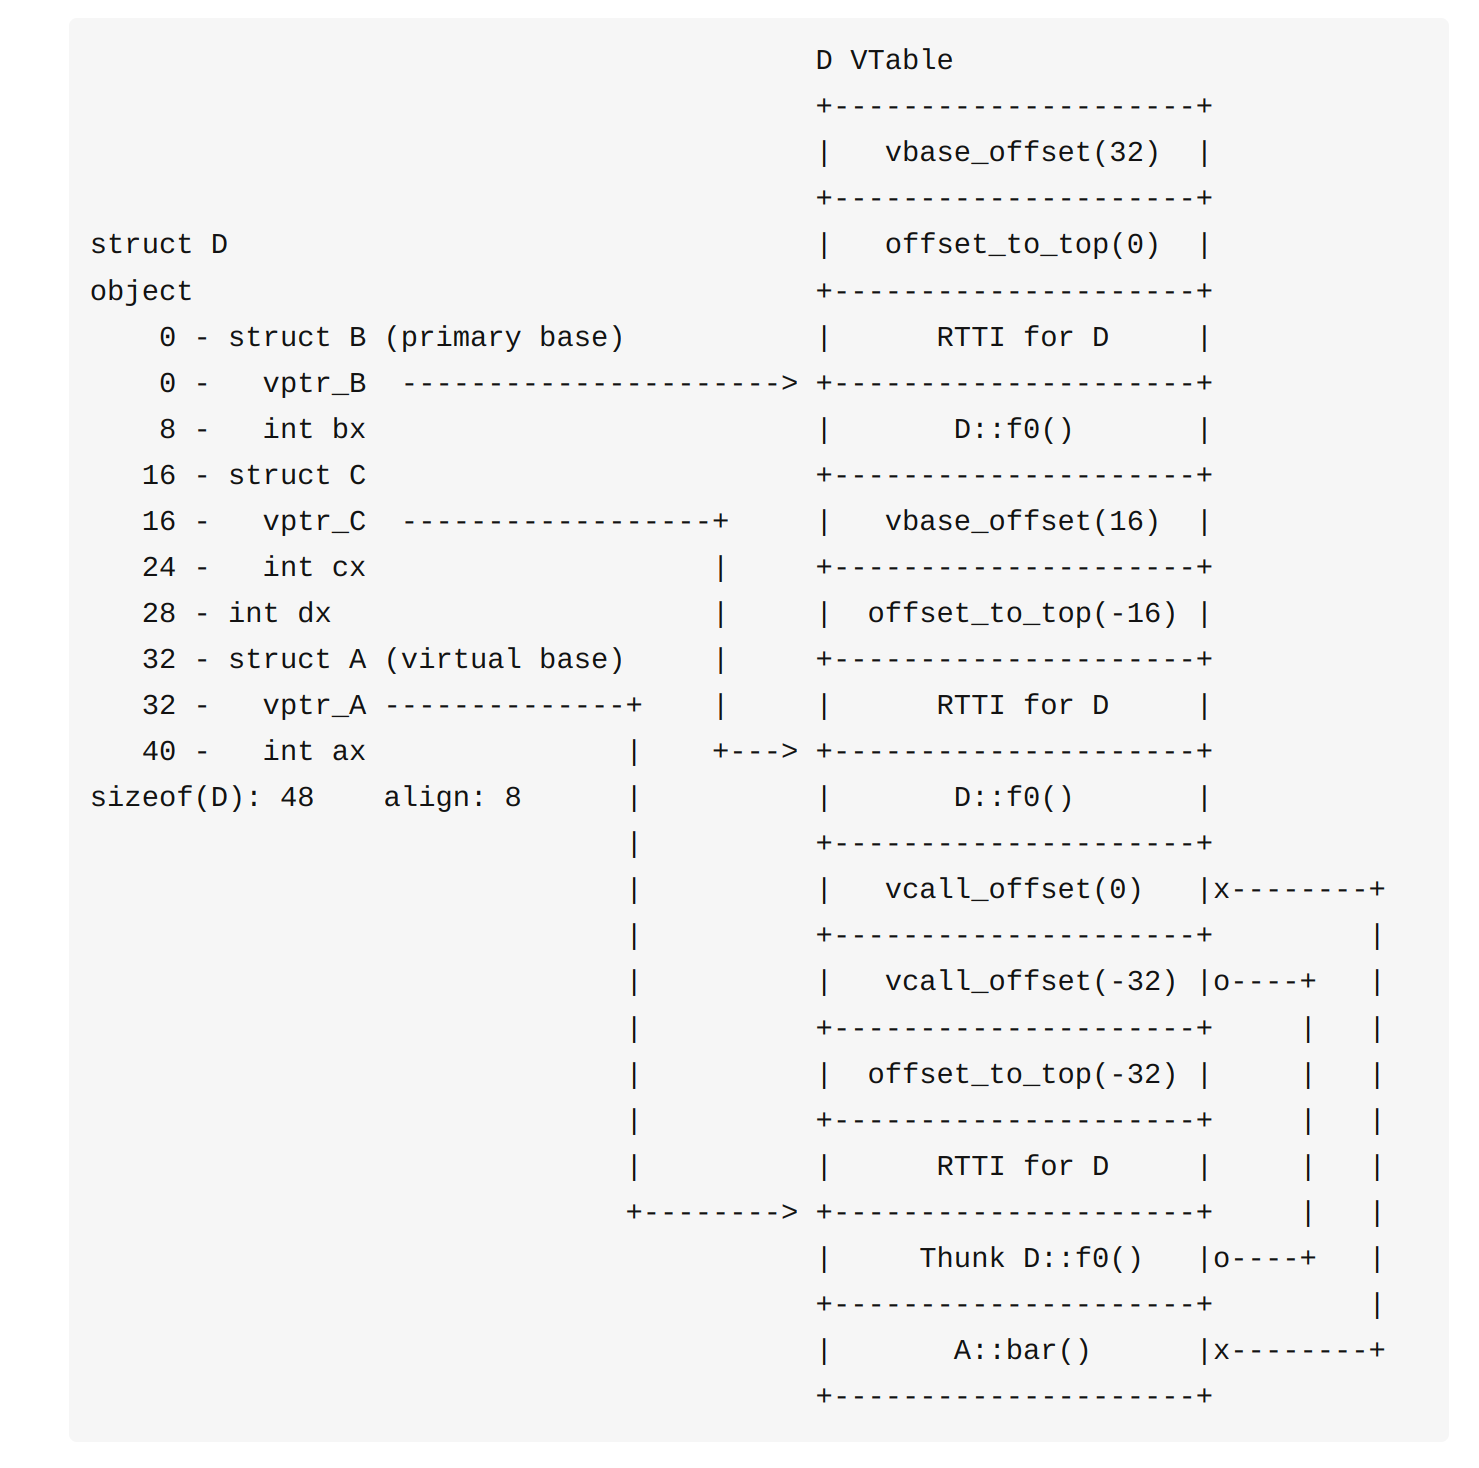 D VTable
                                          +---------------------+
                                          |   vbase_offset(32)  |
                                          +---------------------+
struct D                                  |   offset_to_top(0)  |
object                                    +---------------------+
    0 - struct B (primary base)           |      RTTI for D     |
    0 -   vptr_B  ----------------------> +---------------------+
    8 -   int bx                          |       D::f0()       |
   16 - struct C                          +---------------------+
   16 -   vptr_C  ------------------+     |   vbase_offset(16)  |
   24 -   int cx                    |     +---------------------+
   28 - int dx                      |     |  offset_to_top(-16) |
   32 - struct A (virtual base)     |     +---------------------+
   32 -   vptr_A --------------+    |     |      RTTI for D     |
   40 -   int ax               |    +---> +---------------------+
sizeof(D): 48    align: 8      |          |       D::f0()       |
                               |          +---------------------+
                               |          |   vcall_offset(0)   |x--------+
                               |          +---------------------+         |
                               |          |   vcall_offset(-32) |o----+   |
                               |          +---------------------+     |   |
                               |          |  offset_to_top(-32) |     |   |
                               |          +---------------------+     |   |
                               |          |      RTTI for D     |     |   |
                               +--------> +---------------------+     |   |
                                          |     Thunk D::f0()   |o----+   |
                                          +---------------------+         |
                                          |       A::bar()      |x--------+
                                          +---------------------+